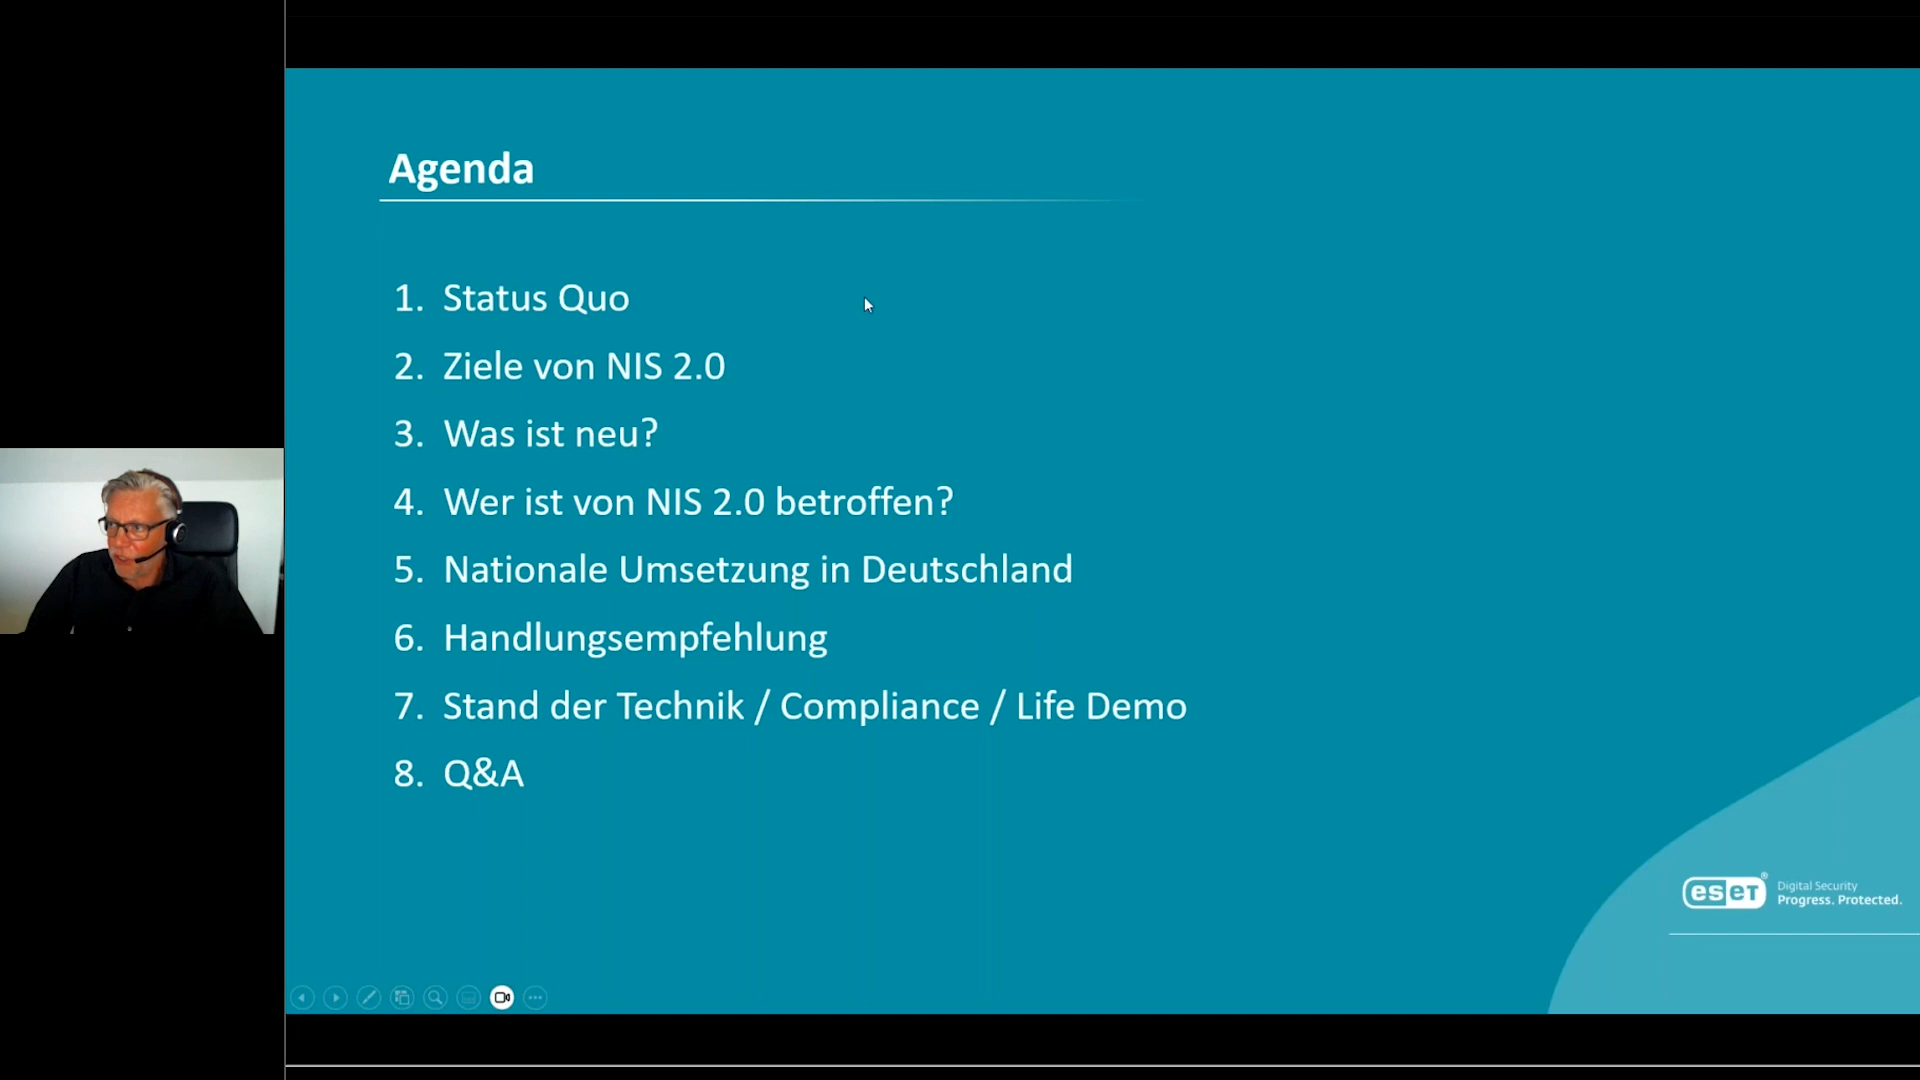 Agenda
1. Status Quo
2. Ziele von NIS 2.0
3. Was ist neu?
4. Wer ist von NIS 2.0 betroffen?
5. Nationale Umsetzung in Deutschland
6. Handlungsempfehlung
7. Stand der Technik / Compliance / Life Demo
8. Q&A
eseT® Digital Security
Progress. Protected.